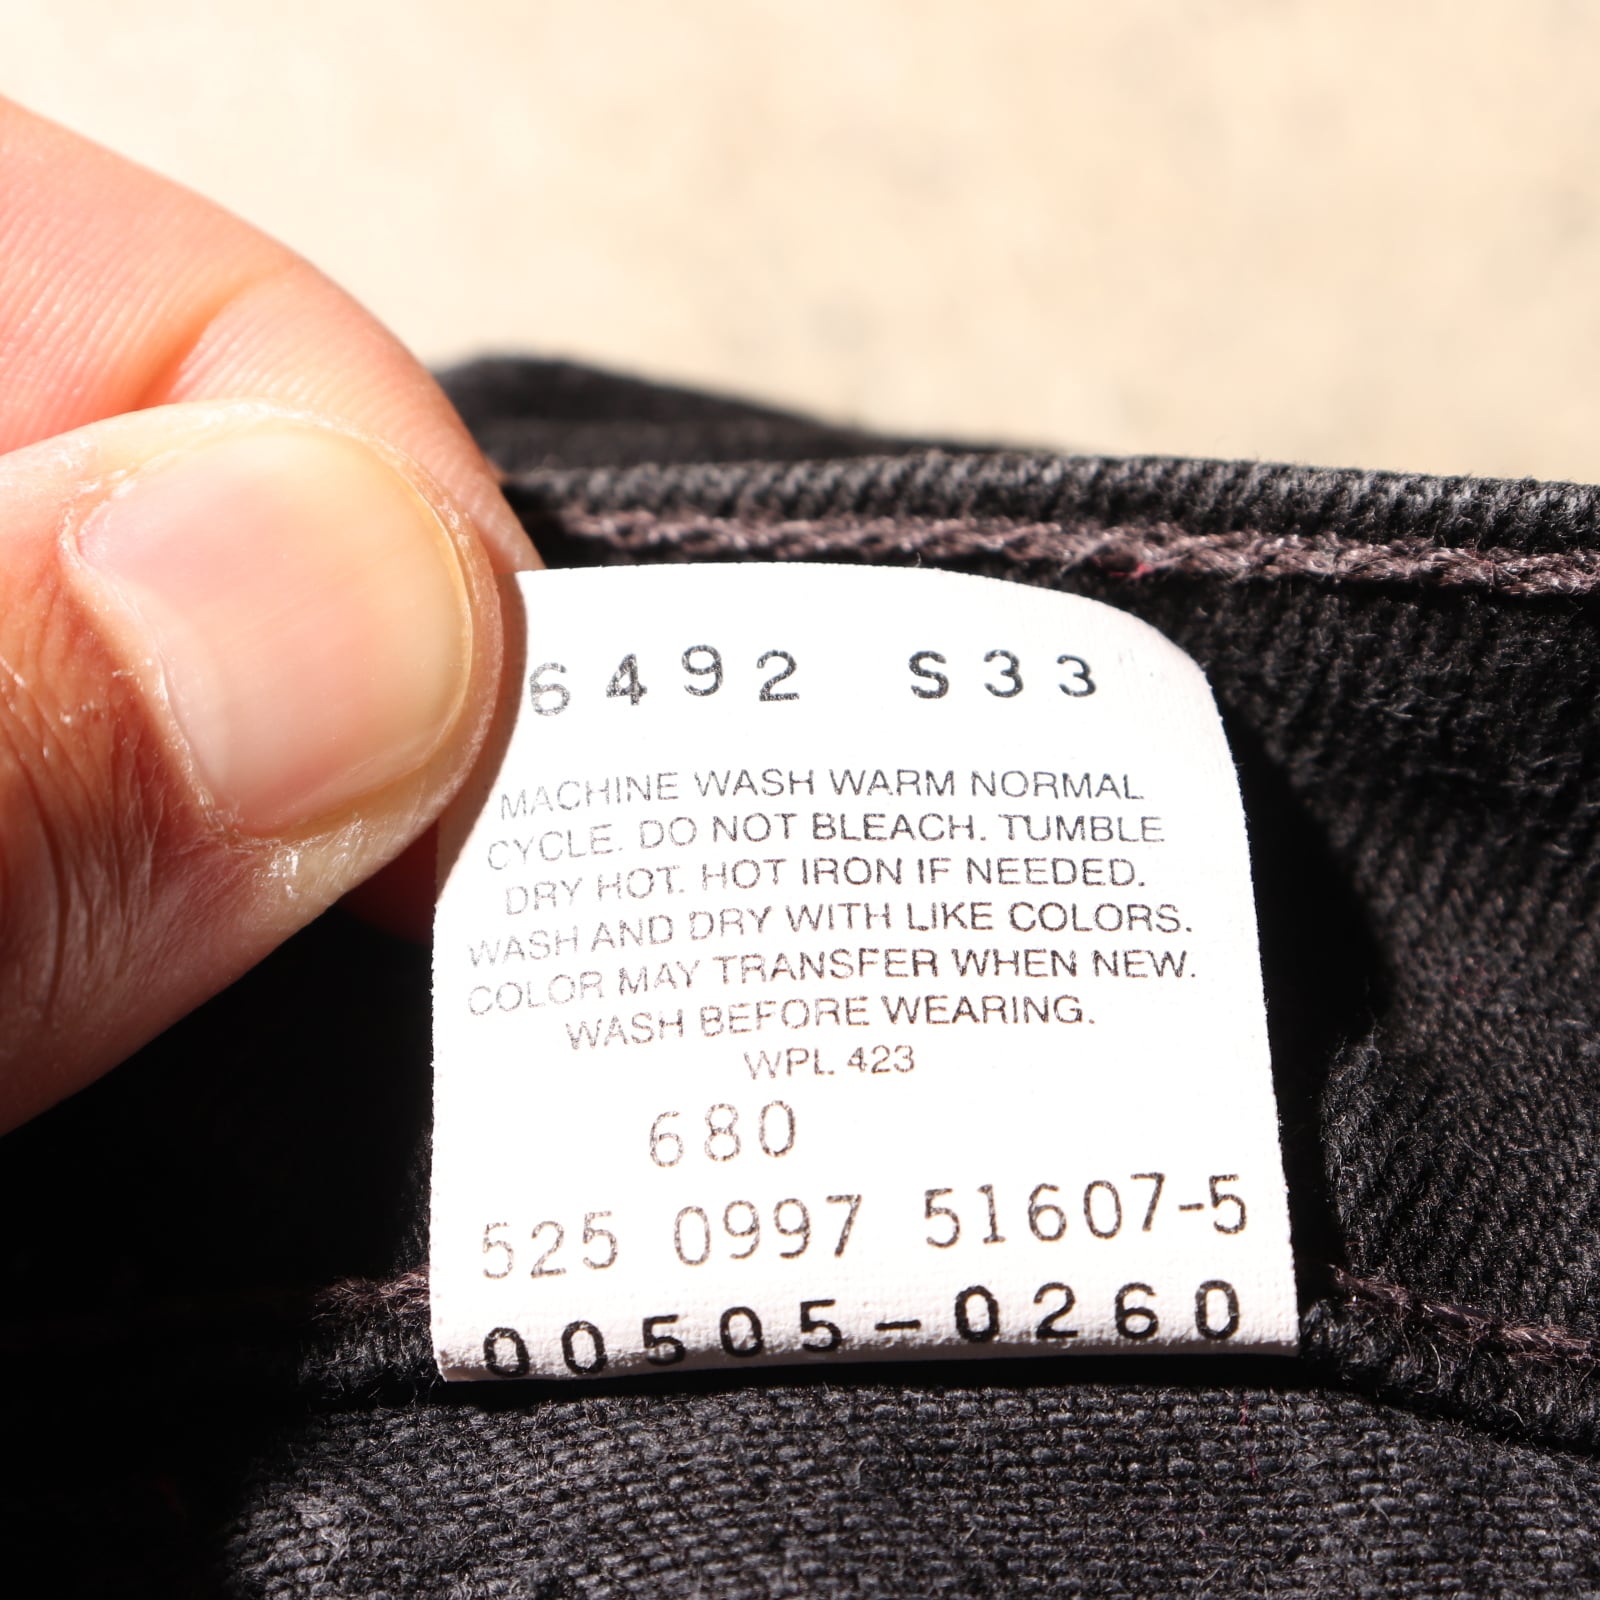 6492 S33
MACHINE WASH WARM NORMAL
CYCLE. DO NOT BLEACH. TUMBLE
DRY HOT. HOT IRON IF NEEDED.
WASH AND DRY WITH LIKE COLORS.
COLOR MAY TRANSFER WHEN NEW.
WASH BEFORE WEARING.
WPL 423
680
525 0997 51607-5
00505-0260